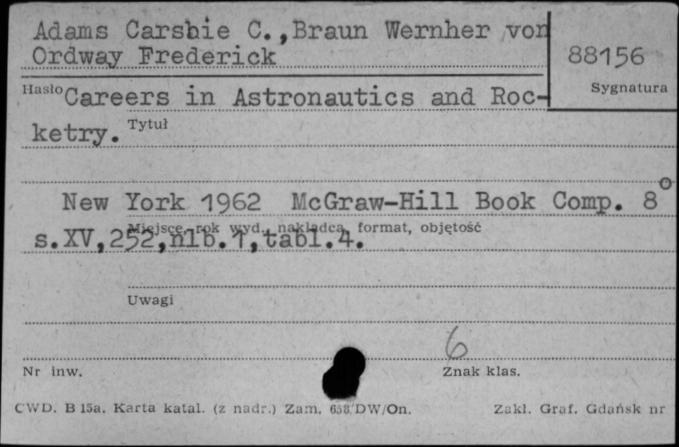 Adams Carsbie C., Braun Wernher von
Ordway Frederick
88156
Sygnatura
Hasło Careers in Astronautics and Roc-
ketry. Tytuł
New York 1962 McGraw-Hill Book Comp. 8°
Miejsce, rok wyd., nakładca, format, objętość
s.XV,252,nlb.1,tabl.4.
Uwagi
6
Nr inw. Znak klas.
CWD. B 15a. Karta katal. (z nadr.) Zam. 658/DW/On. Zakł. Graf. Gdańsk nr